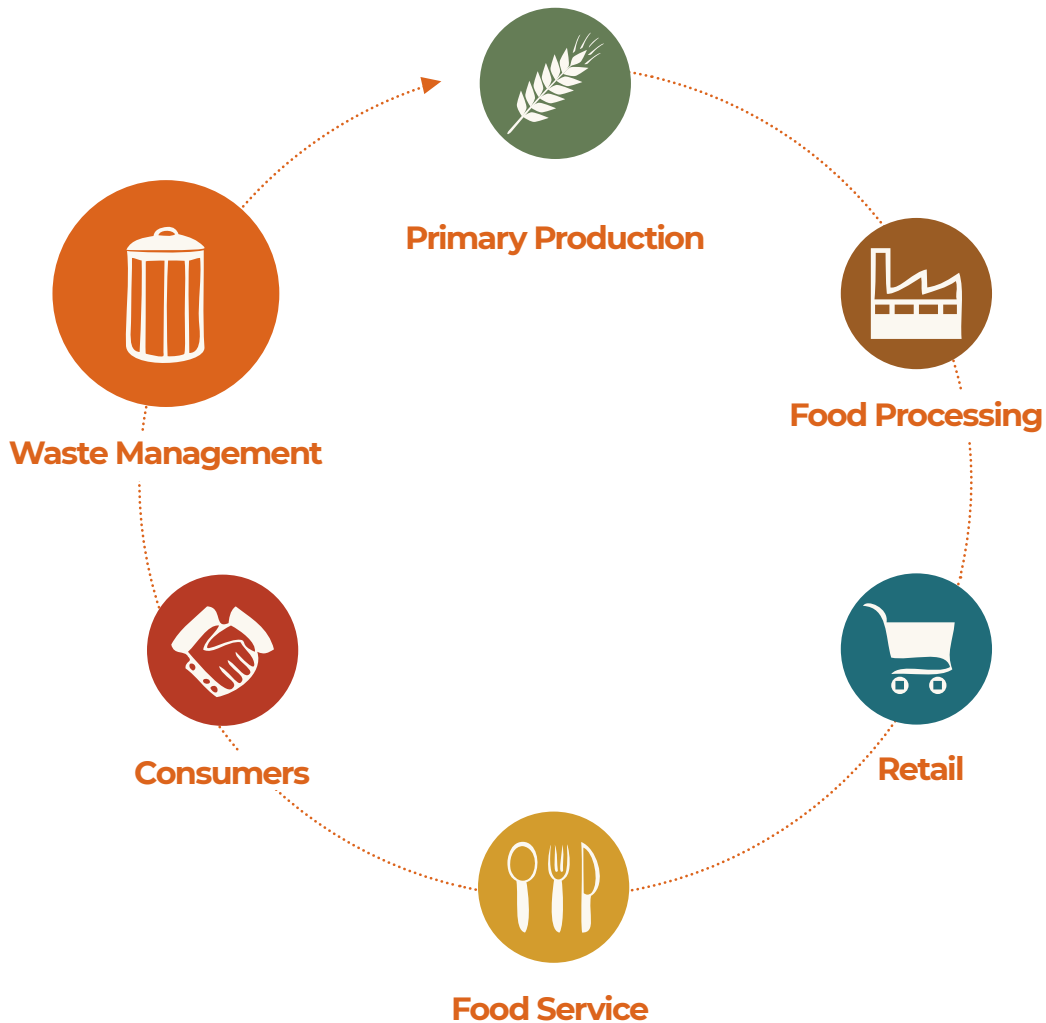 Primary Production
Food Processing
Waste Management
Retail
Consumers
Food Service